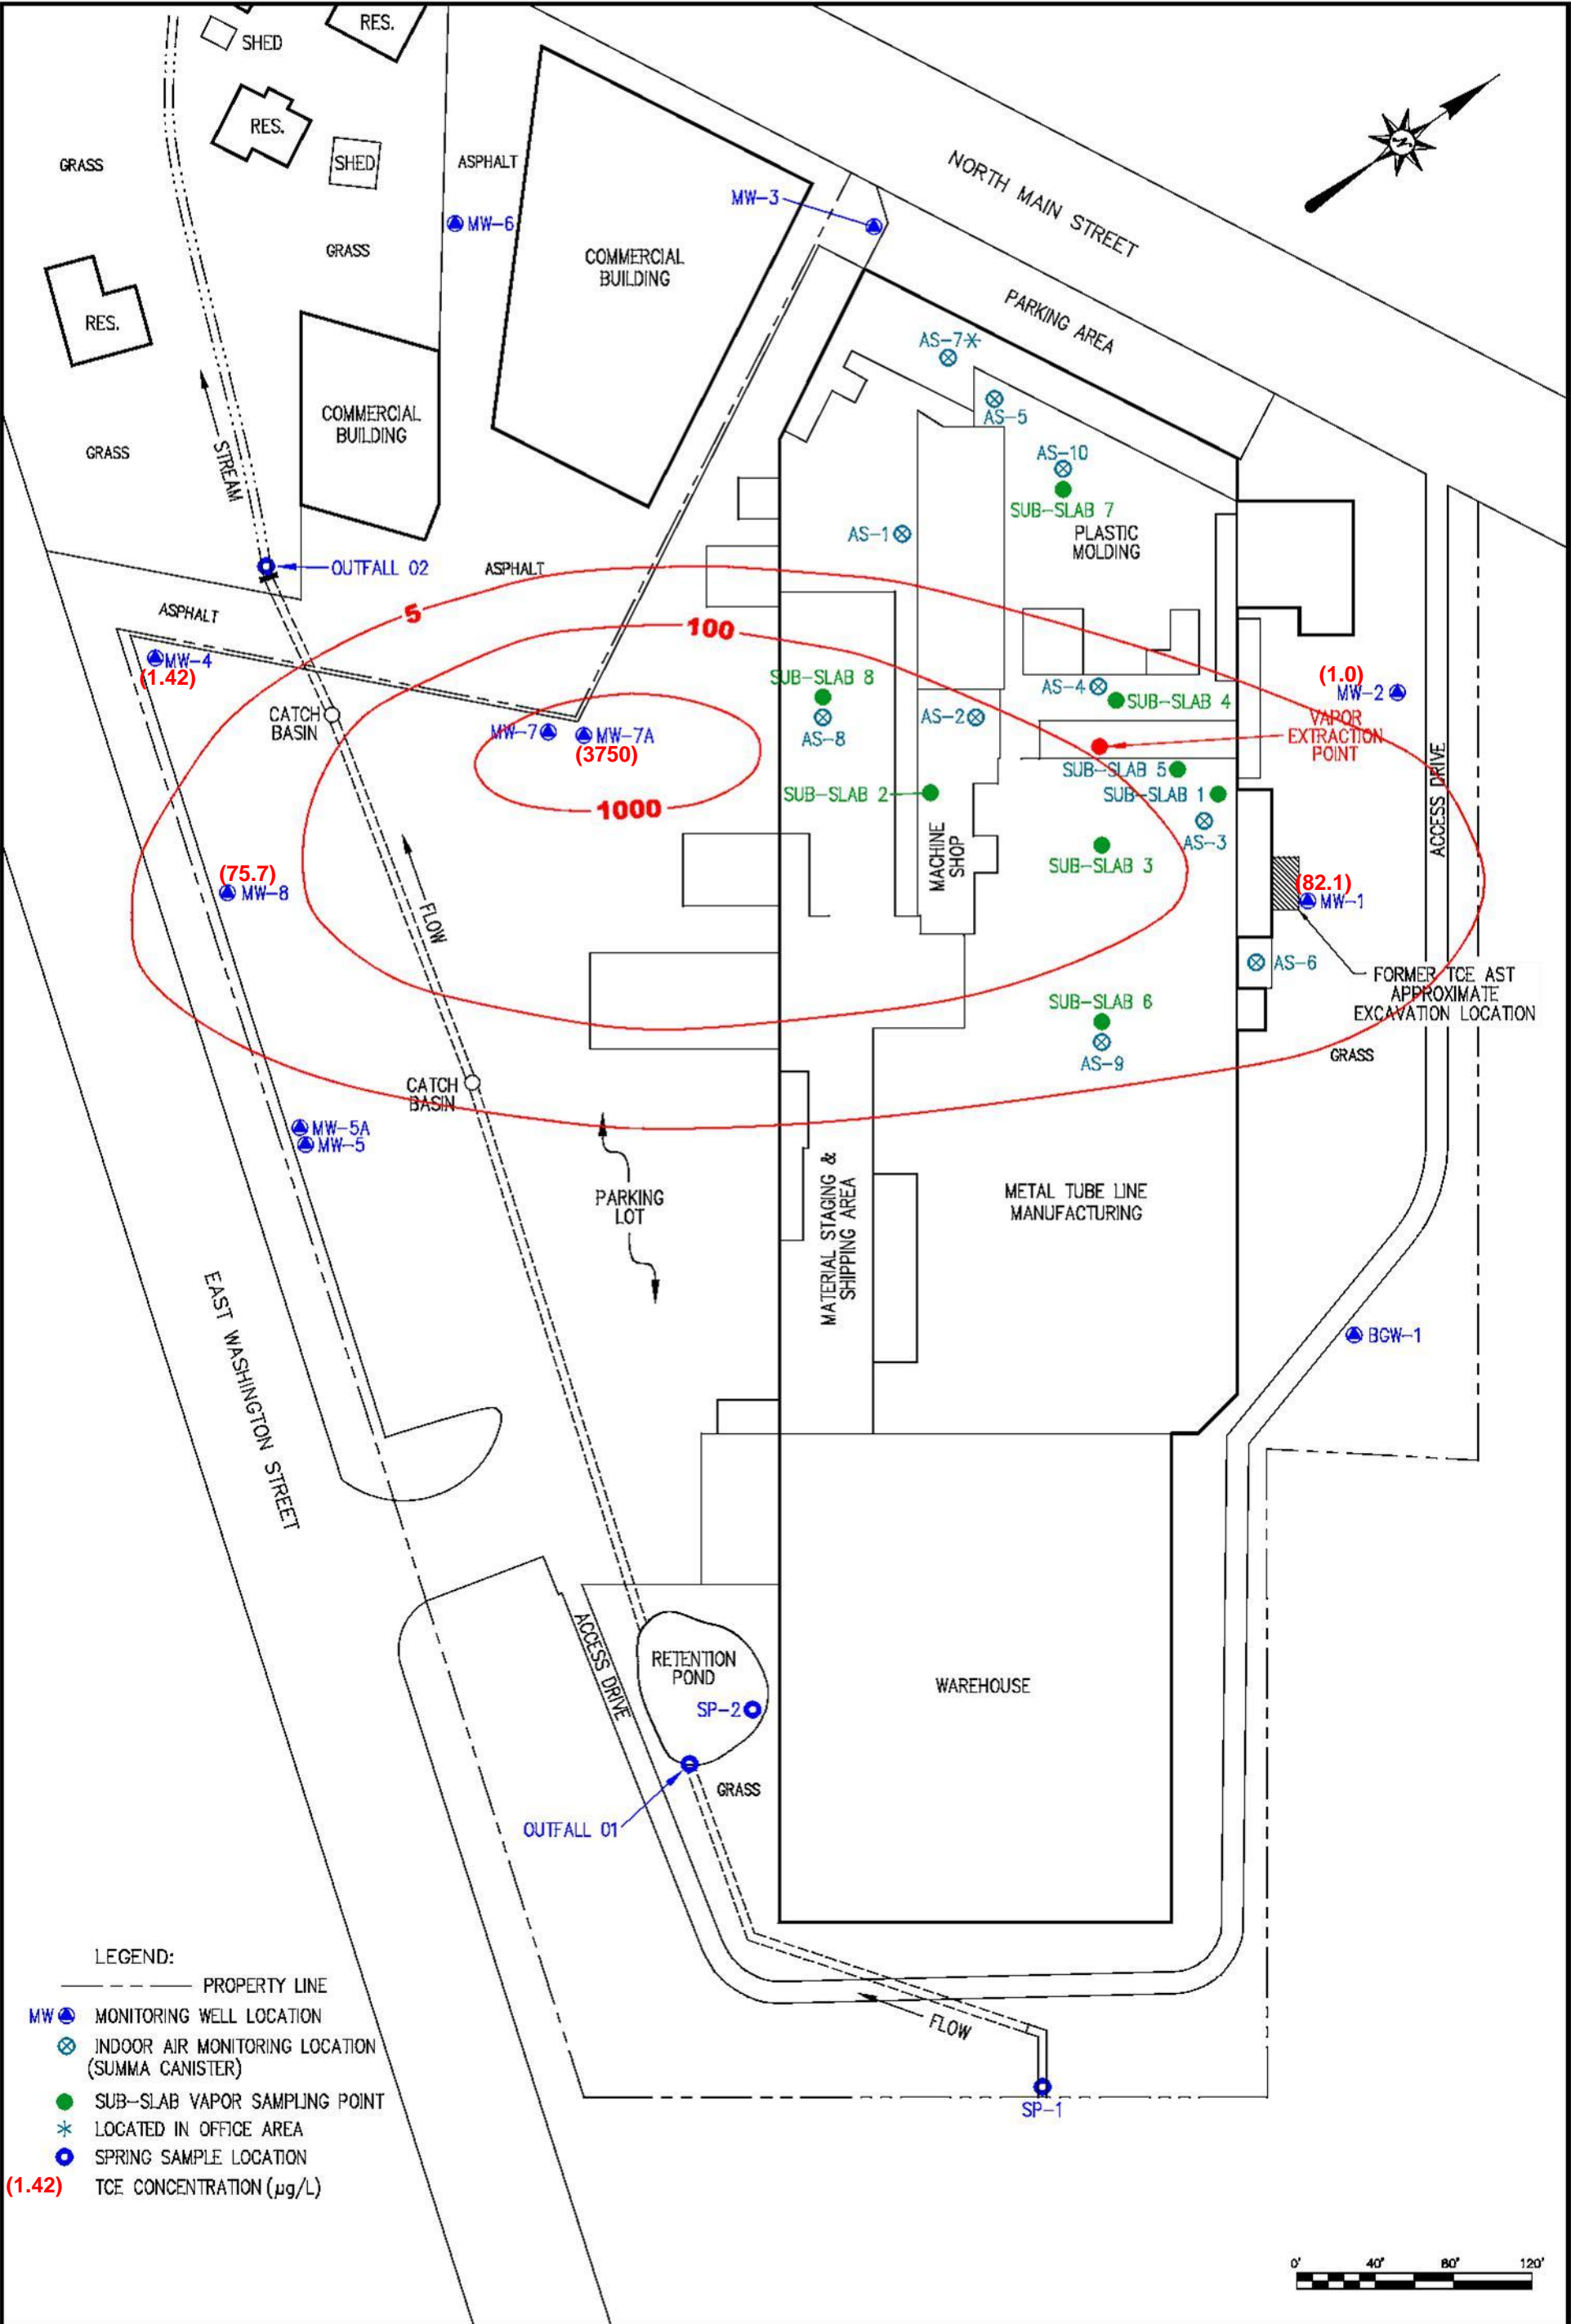 RES.
SHED
RES.
GRASS
SHED
ASPHALT
MW-6
GRASS
RES.
COMMERCIAL
BUILDING
MW-3
NORTH MAIN STREET
PARKING AREA
COMMERCIAL
BUILDING
GRASS
STREAM
AS-7*
AS-5
AS-10
SUB-SLAB 7
PLASTIC
MOLDING
AS-1
OUTFALL 02
ASPHALT
ASPHALT
5
100
MW-4
(1.42)
SUB-SLAB 8
AS-8
AS-4
SUB-SLAB 4
AS-2
(1.0)
MW-2
VAPOR
EXTRACTION
POINT
CATCH
BASIN
MW-7
MW-7A
(3750)
1000
SUB-SLAB 5
SUB-SLAB 1
SUB-SLAB 2
AS-3
ACCESS DRIVE
MACHINE
SHOP
SUB-SLAB 3
(75.7)
MW-8
FLOW
(82.1)
MW-1
AS-6
FORMER TCE AST
APPROXIMATE
EXCAVATION LOCATION
SUB-SLAB 6
AS-9
GRASS
CATCH
BASIN
MW-5A
MW-5
PARKING
LOT
MATERIAL STAGING &
SHIPPING AREA
METAL TUBE LINE
MANUFACTURING
BGW-1
EAST WASHINGTON STREET
ACCESS DRIVE
RETENTION
POND
SP-2
WAREHOUSE
GRASS
OUTFALL 01
FLOW
SP-1
LEGEND:
PROPERTY LINE
MW MONITORING WELL LOCATION
INDOOR AIR MONITORING LOCATION
(SUMMA CANISTER)
SUB-SLAB VAPOR SAMPLING POINT
* LOCATED IN OFFICE AREA
SPRING SAMPLE LOCATION
(1.42) TCE CONCENTRATION (µg/L)
0' 40' 80' 120'
N